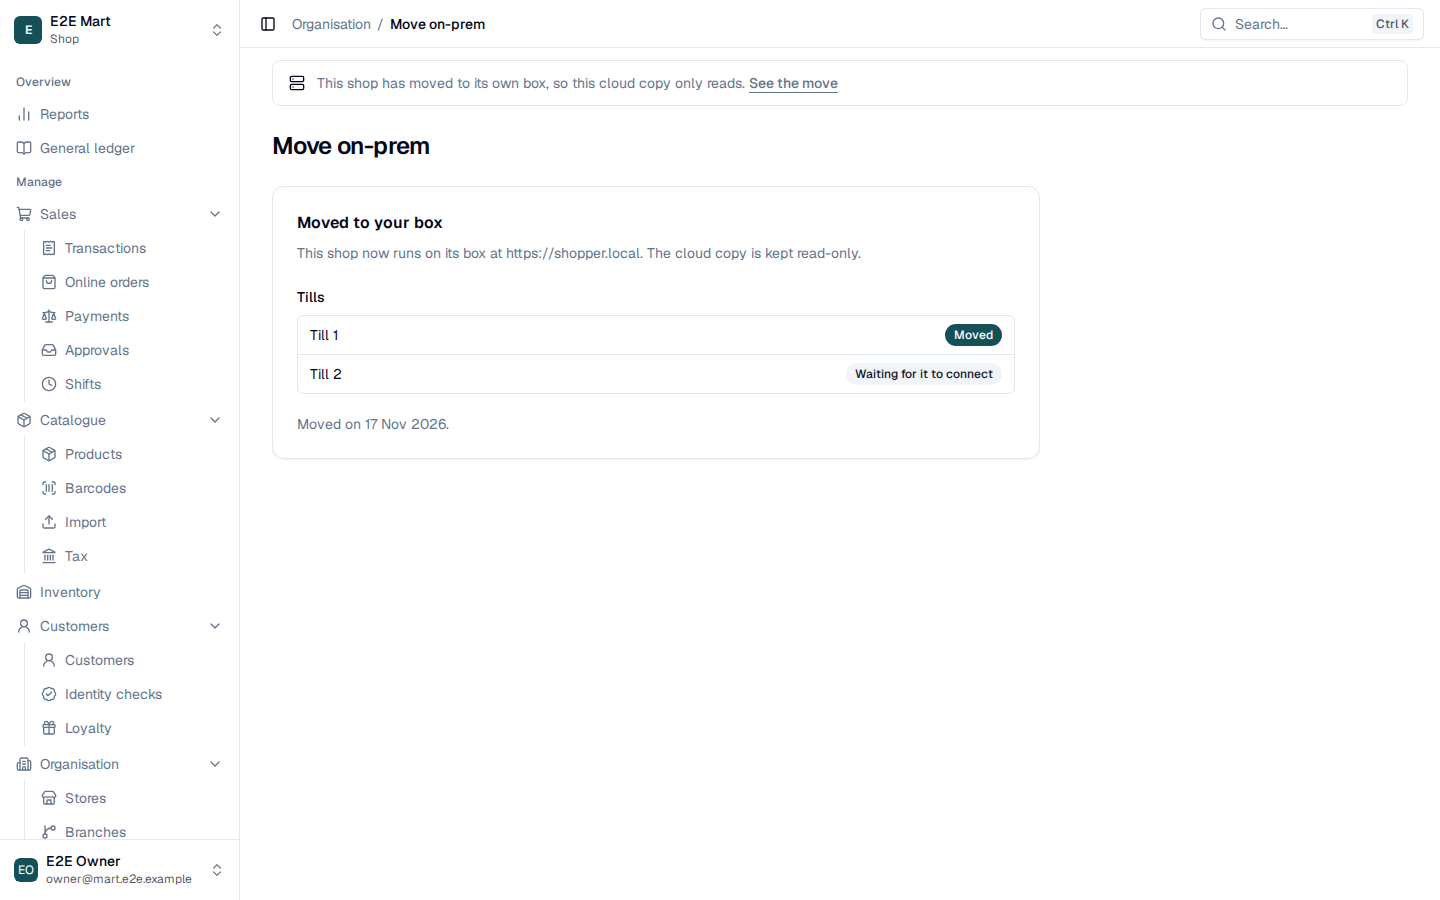 E
E2E Mart
Shop
Overview
Reports
General ledger
Manage
Sales
Transactions
Online orders
Payments
Approvals
Shifts
Catalogue
Products
Barcodes
Import
Tax
Inventory
Customers
Customers
Identity checks
Loyalty
Organisation
Stores
Branches
EO
E2E Owner
owner@mart.e2e.example
Organisation / Move on-prem
Search...
Ctrl K
This shop has moved to its own box, so this cloud copy only reads. See the move
Move on-prem
Moved to your box
This shop now runs on its box at https://shopper.local. The cloud copy is kept read-only.
Tills
Till 1
Moved
Till 2
Waiting for it to connect
Moved on 17 Nov 2026.